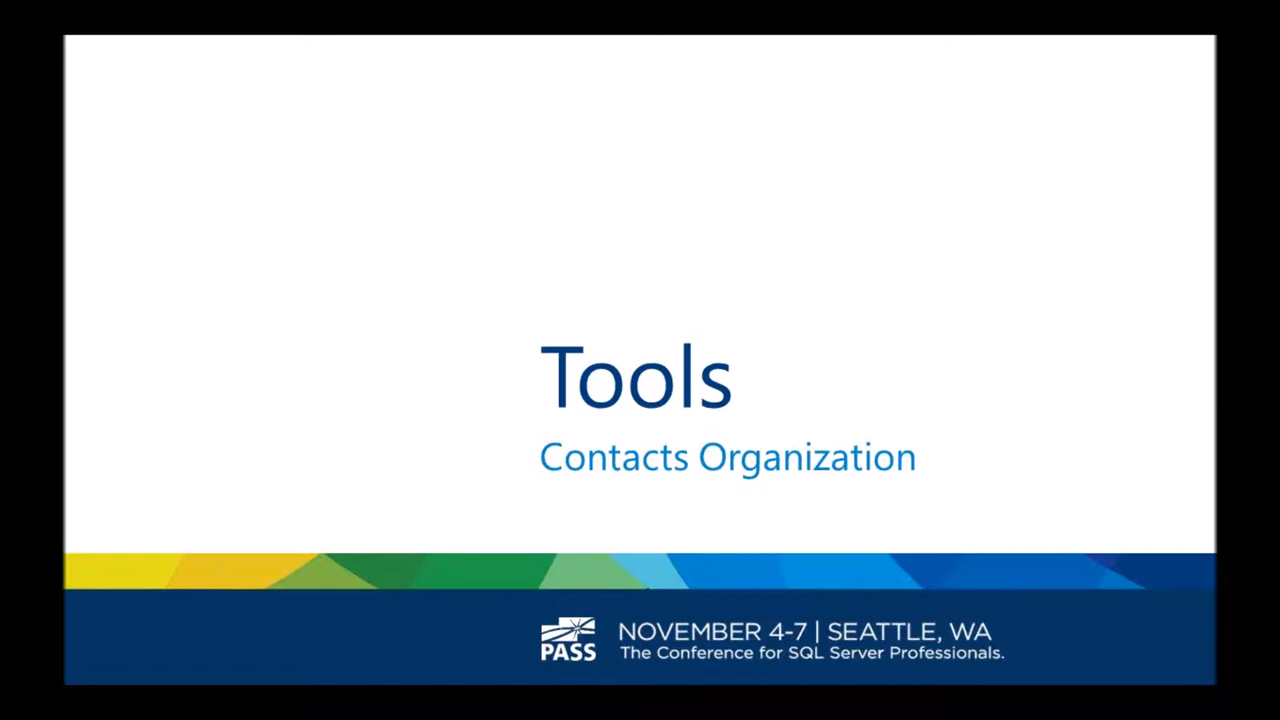 Tools
Contacts Organization
PASS
NOVEMBER 4-7 | SEATTLE, WA
The Conference for SQL Server Professionals.